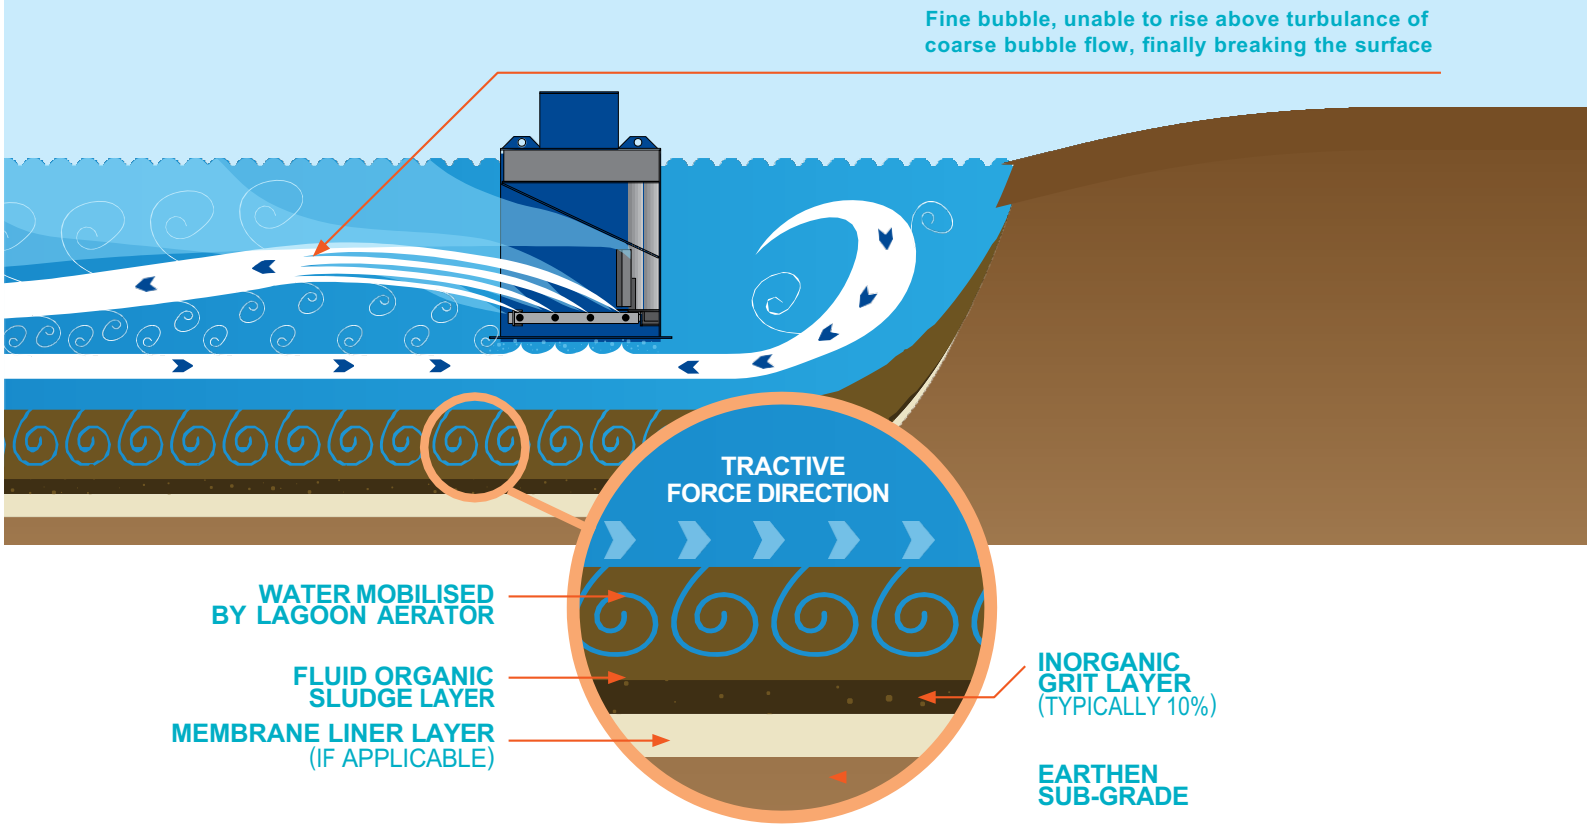 Fine bubble, unable to rise above turbulance of
coarse bubble flow, finally breaking the surface
TRACTIVE
FORCE DIRECTION
WATER MOBILISED
BY LAGOON AERATOR
FLUID ORGANIC
SLUDGE LAYER
MEMBRANE LINER LAYER
(IF APPLICABLE)
INORGANIC
GRIT LAYER
(TYPICALLY 10%)
EARTHEN
SUB-GRADE